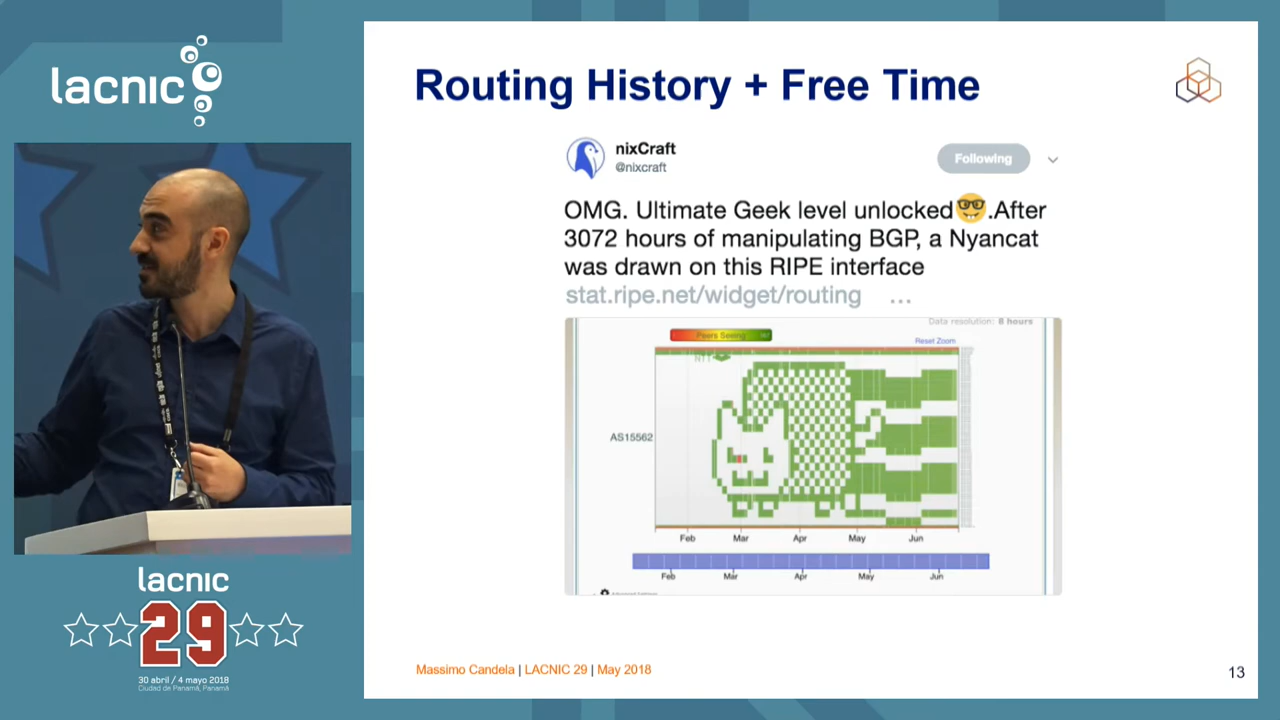 lacnic
Routing History + Free Time
nixCraft
@nixcraft
Following
OMG. Ultimate Geek level unlocked🤓.After
3072 hours of manipulating BGP, a Nyancat
was drawn on this RIPE interface
stat.ripe.net/widget/routing ...
Data resolution: 8 hours
Peers Seeing
Reset Zoom
NTT
AS15562
Feb Mar Apr May Jun
Feb Mar Apr May Jun
lacnic
29
30 abril / 4 mayo 2018
Ciudad de Panamá, Panamá
Massimo Candela | LACNIC 29 | May 2018
13